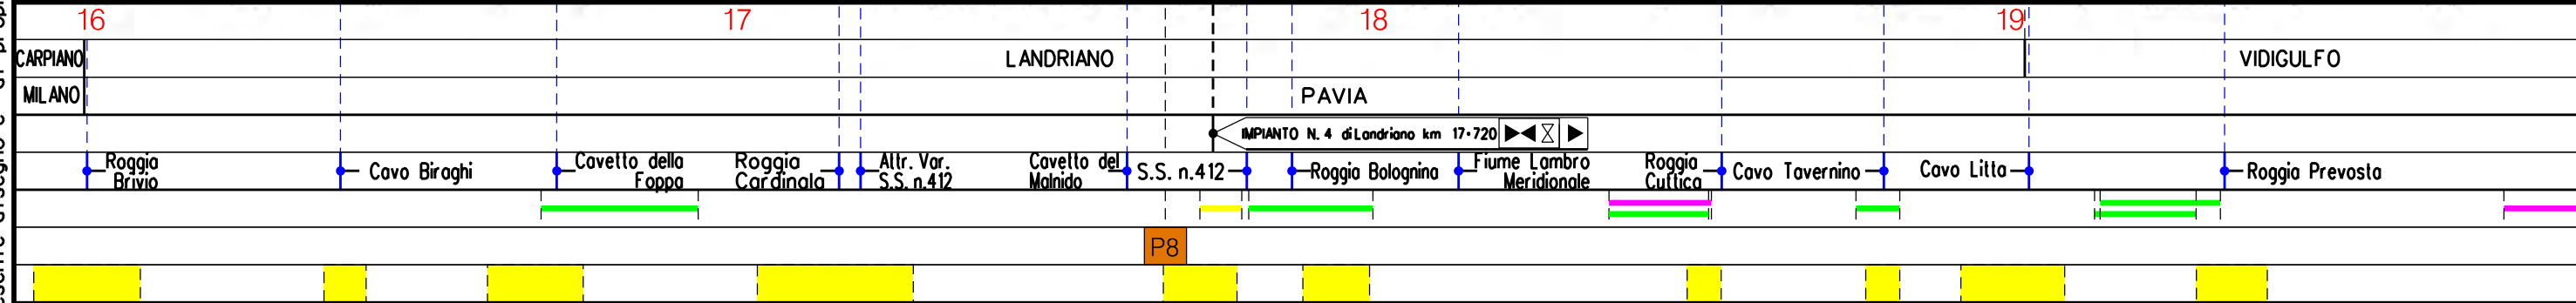 16 17 18 19
CARPIANO LANDRIANO VIDIGULFO
MILANO PAVIA
IMPIANTO N. 4 di Landriano km 17+720
Roggia Brivio
Cavo Biraghi
Cavetto della Foppa
Roggia Cardinala
Attr. Var. S.S. n.412
Cavetto del Malnido
S.S. n.412
Roggia Bolognina
Fiume Lambro Meridionale
Roggia Cuttica
Cavo Tavernino
Cavo Litta
Roggia Prevosta
P8